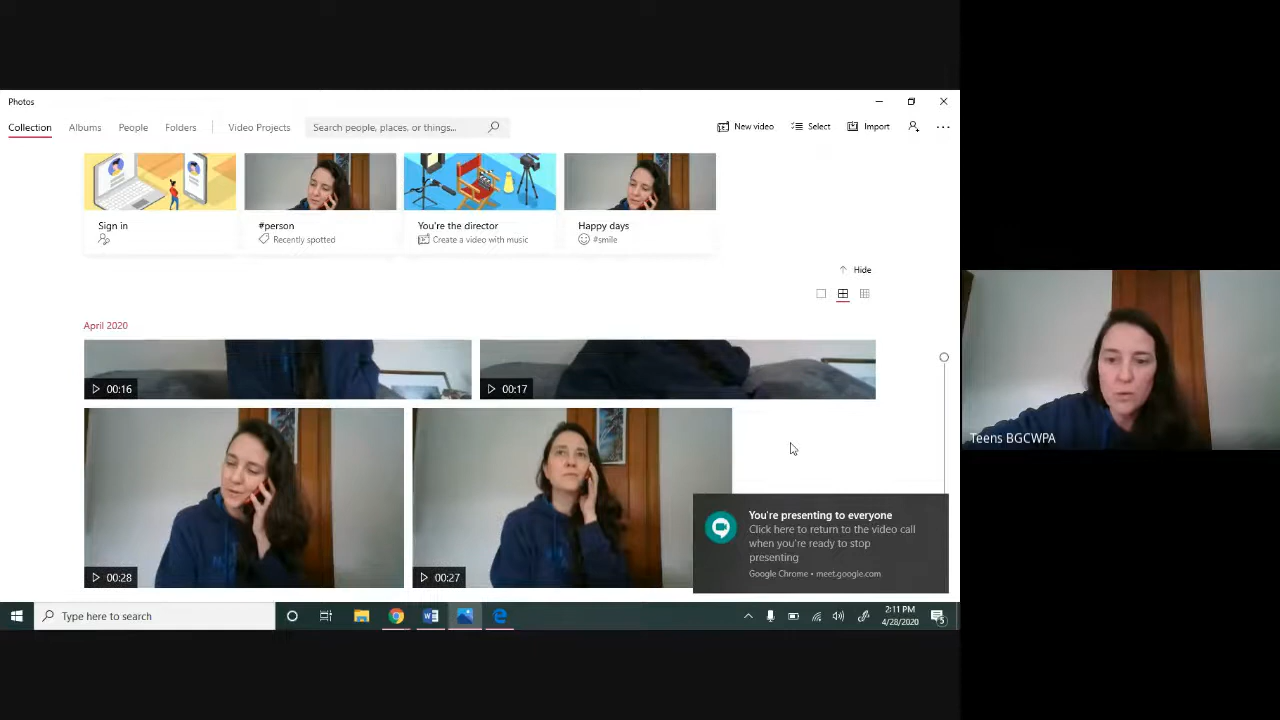 Photos
Collection Albums People Folders Video Projects Search people, places, or things... New video Select Import
Sign in
#person
Recently spotted
You're the director
Create a video with music
Happy days
#smile
Hide
April 2020
00:16
00:17
00:28
00:27
You're presenting to everyone
Click here to return to the video call
when you're ready to stop
presenting
Google Chrome • meet.google.com
Teens BGCWPA
Type here to search
2:11 PM
4/28/2020
5